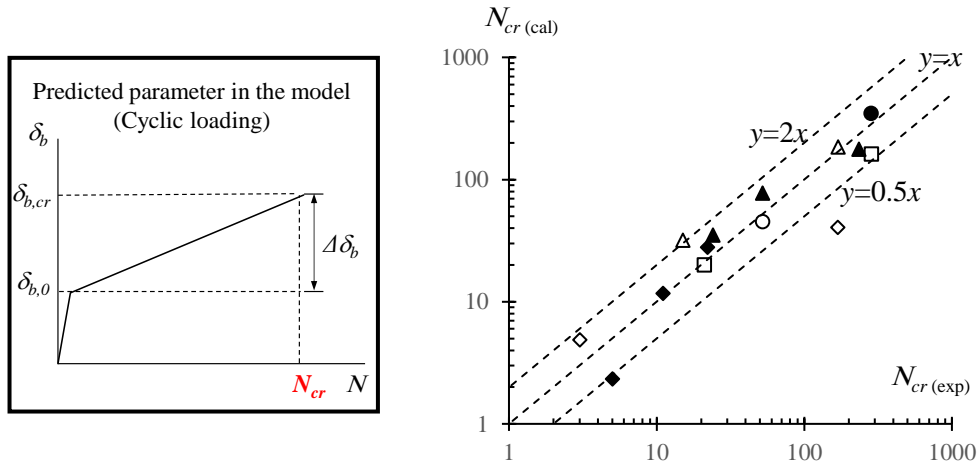 Predicted parameter in the model
(Cyclic loading)
δb
δb,cr
Δδb
δb,0
Ncr
N
Ncr (cal)
1000
100
10
1
y=x
y=2x
y=0.5x
Ncr (exp)
1
10
100
1000